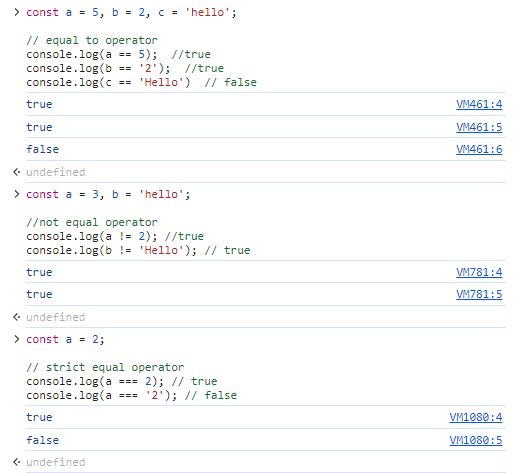 > const a = 5, b = 2, c = 'hello';
// equal to operator
console.log(a == 5);  //true
console.log(b == '2');  //true
console.log(c == 'Hello')  // false
true VM461:4
true VM461:5
false VM461:6
undefined
> const a = 3, b = 'hello';
//not equal operator
console.log(a != 2); //true
console.log(b != 'Hello'); // true
true VM781:4
true VM781:5
undefined
> const a = 2;
// strict equal operator
console.log(a === 2); // true
console.log(a === '2'); // false
true VM1080:4
false VM1080:5
undefined